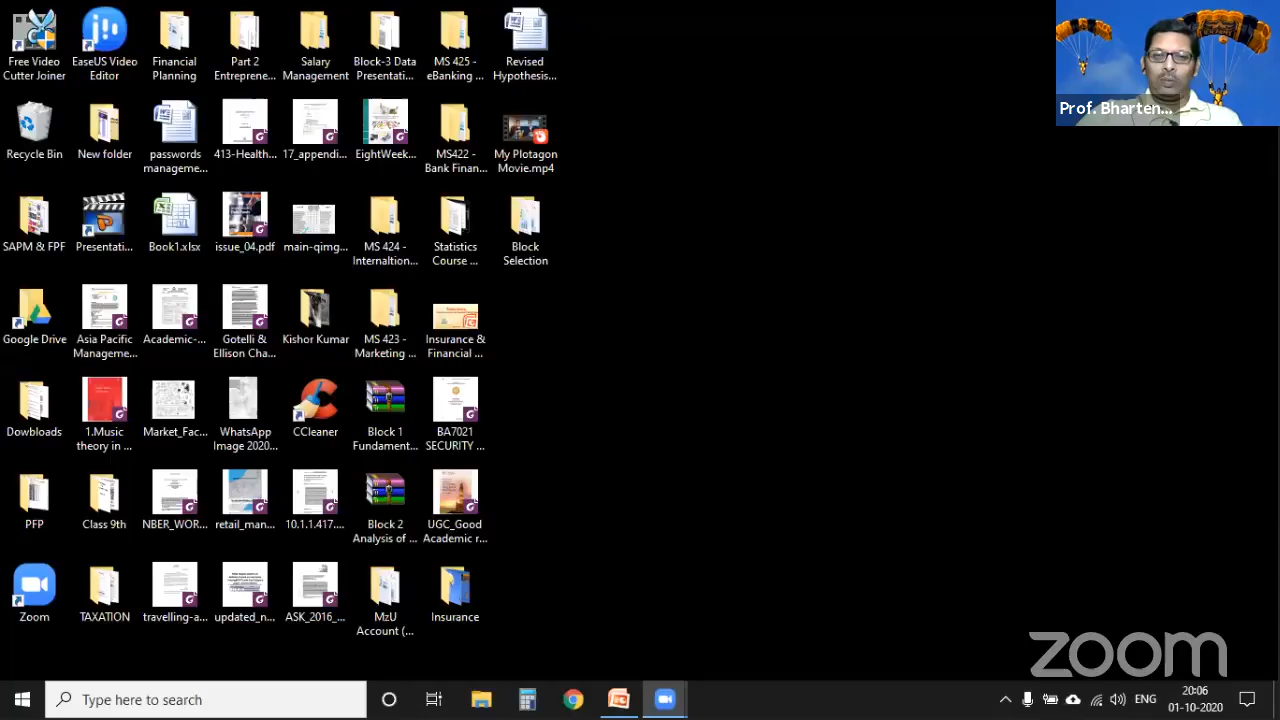 Free Video
Cutter Joiner
EaseUS Video
Editor
Financial
Planning
Part 2
Entreprene...
Salary
Management
Block-3 Data
Presentati...
MS 425 -
eBanking ...
Revised
Hypothesis...
Prof. Bharten...
Recycle Bin
New folder
passwords
manageme...
413-Health...
17_appendi...
EightWeek...
MS422 -
Bank Finan...
My Plotagon
Movie.mp4
SAPM & FPF
Presentati...
Book1.xlsx
issue_04.pdf
main-qimg...
MS 424 -
Internaltion...
Statistics
Course ...
Block
Selection
Google Drive
Asia Pacific
Manageme...
Academic-...
Gotelli &
Ellison Cha...
Kishor Kumar
MS 423 -
Marketing ...
Insurance &
Financial ...
Dowbloads
1.Music
theory in ...
Market_Fac...
WhatsApp
Image 2020...
CCleaner
Block 1
Fundament...
BA7021
SECURITY ...
PFP
Class 9th
NBER_WOR...
retail_man...
10.1.1.417....
Block 2
Analysis of ...
UGC_Good
Academic r...
Zoom
TAXATION
travelling-a...
updated_n...
ASK_2016_...
MzU
Account (...
Insurance
zoom
Type here to search
ENG
20:06
01-10-2020